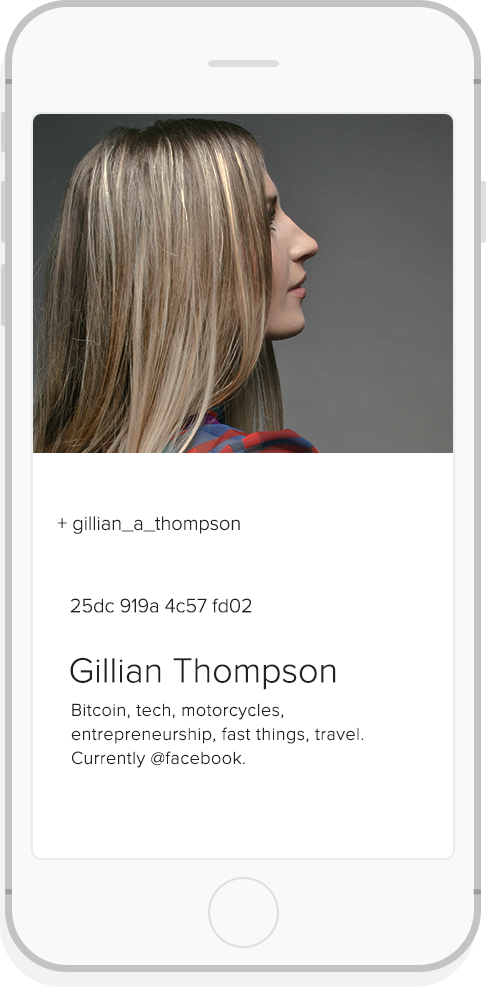 + gillian_a_thompson
25dc 919a 4c57 fd02
Gillian Thompson
Bitcoin, tech, motorcycles,
entrepreneurship, fast things, travel.
Currently @facebook.